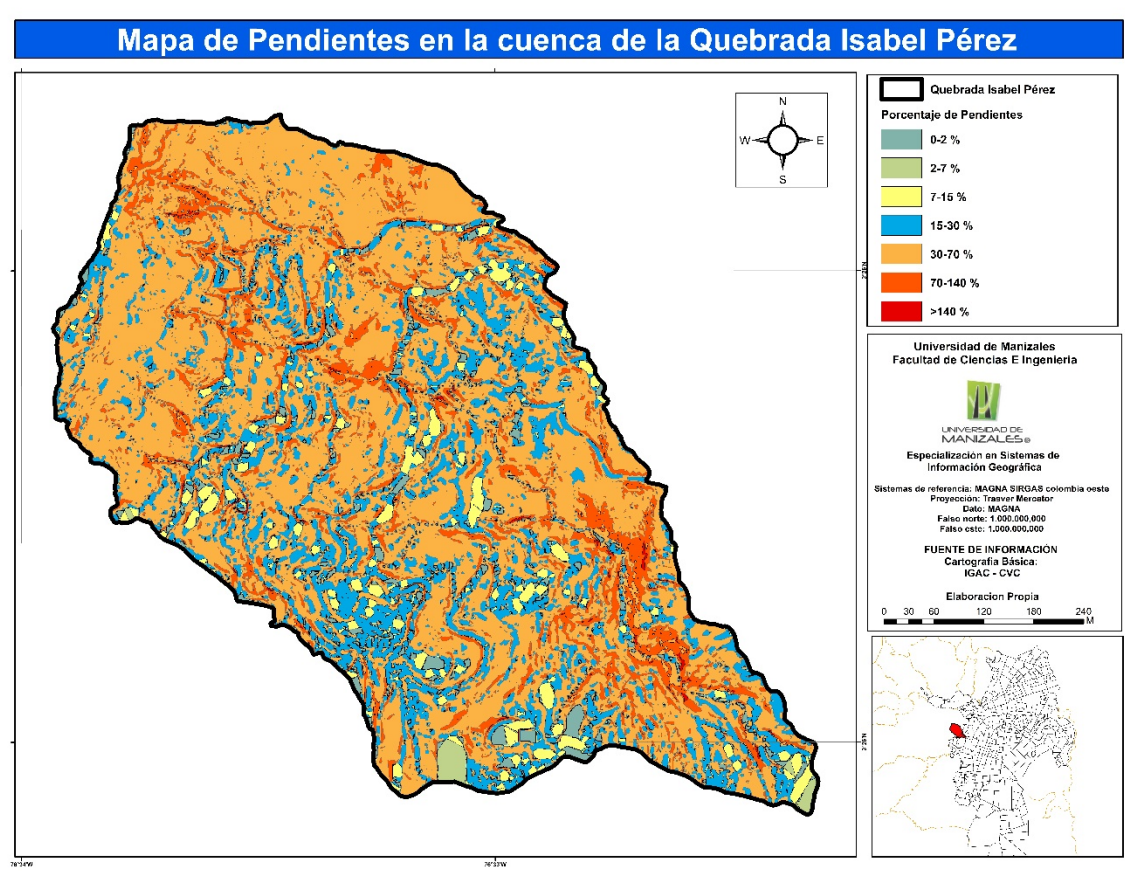 Mapa de Pendientes en la cuenca de la Quebrada Isabel Pérez
N
W
E
S
Quebrada Isabel Pérez
Porcentaje de Pendientes
0-2 %
2-7 %
7-15 %
15-30 %
30-70 %
70-140 %
>140 %
Universidad de Manizales
Facultad de Ciencias E Ingenieria
UNIVERSIDAD DE
MANIZALES
Especialización en Sistemas de
Información Geográfica
Sistemas de referencia: MAGNA SIRGAS colombia oeste
Proyección: Trasver Mercator
Dato: MAGNA
Falso norte: 1.000.000,000
Falso este: 1.000.000,000
FUENTE DE INFORMACIÓN
Cartografía Básica:
IGAC - CVC
Elaboracion Propia
0 30 60 120 180 240
M